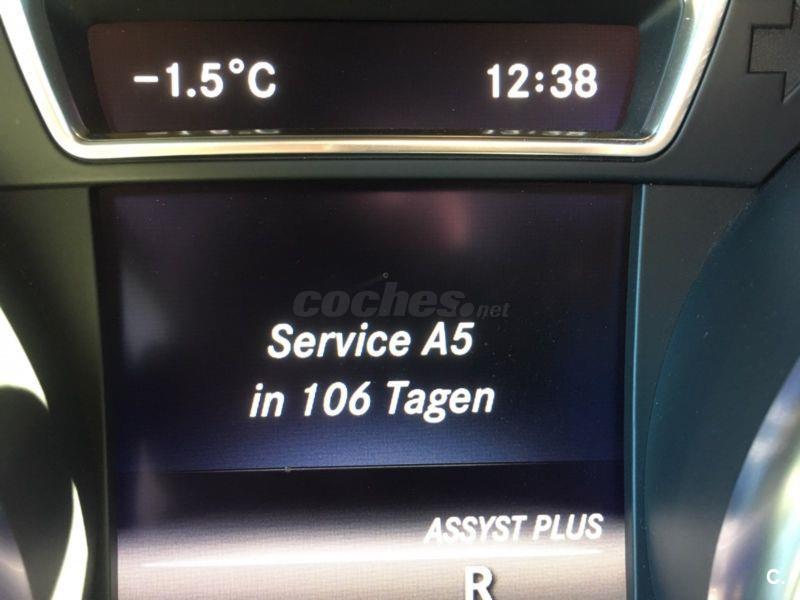 -1.5°C 12:38
coches.net
Service A5
in 106 Tagen
ASSYST PLUS
R
c.